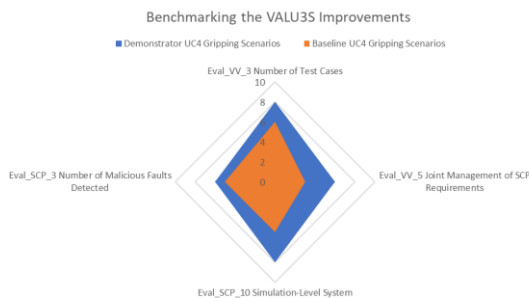 Benchmarking the VALU3S Improvements
Demonstrator UC4 Gripping Scenarios
Baseline UC4 Gripping Scenarios
Eval_VV_3 Number of Test Cases
10
8
6
4
2
0
Eval_SCP_3 Number of Malicious Faults
Detected
Eval_VV_5 Joint Management of SCP
Requirements
Eval_SCP_10 Simulation-Level System